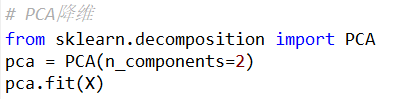 # PCA降维
from sklearn.decomposition import PCA
pca = PCA(n_components=2)
pca.fit(X)